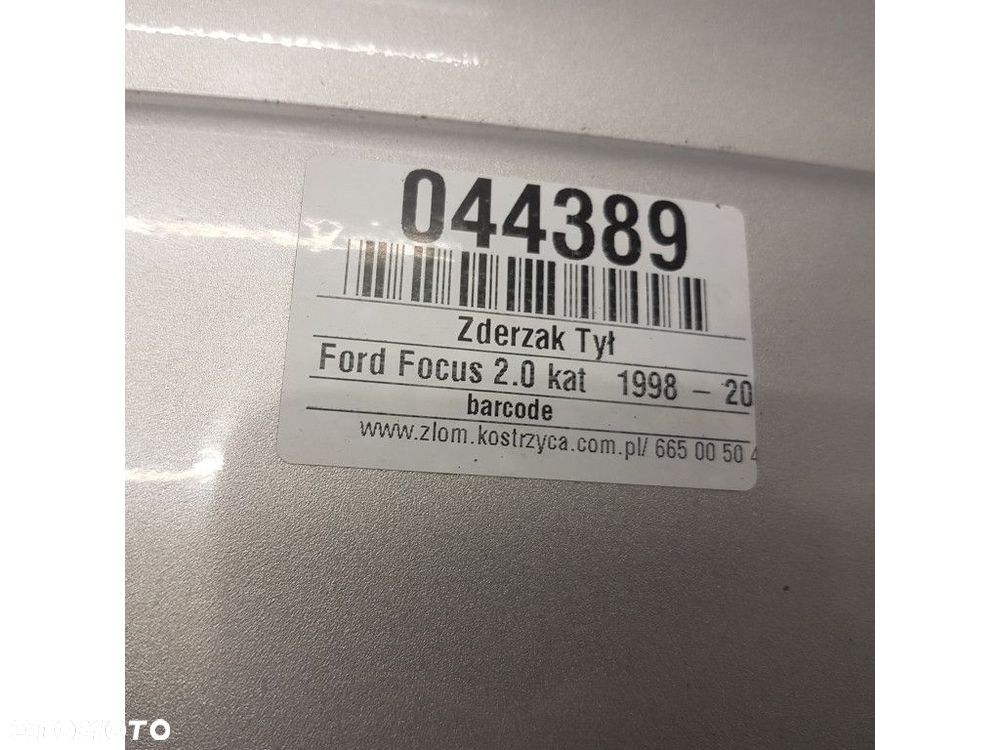 044389
Zderzak Tył
Ford Focus 2.0 kat 1998 - 20
barcode
www.zlom.kostrzyca.com.pl/ 665 00 50 4
OTOMOTO